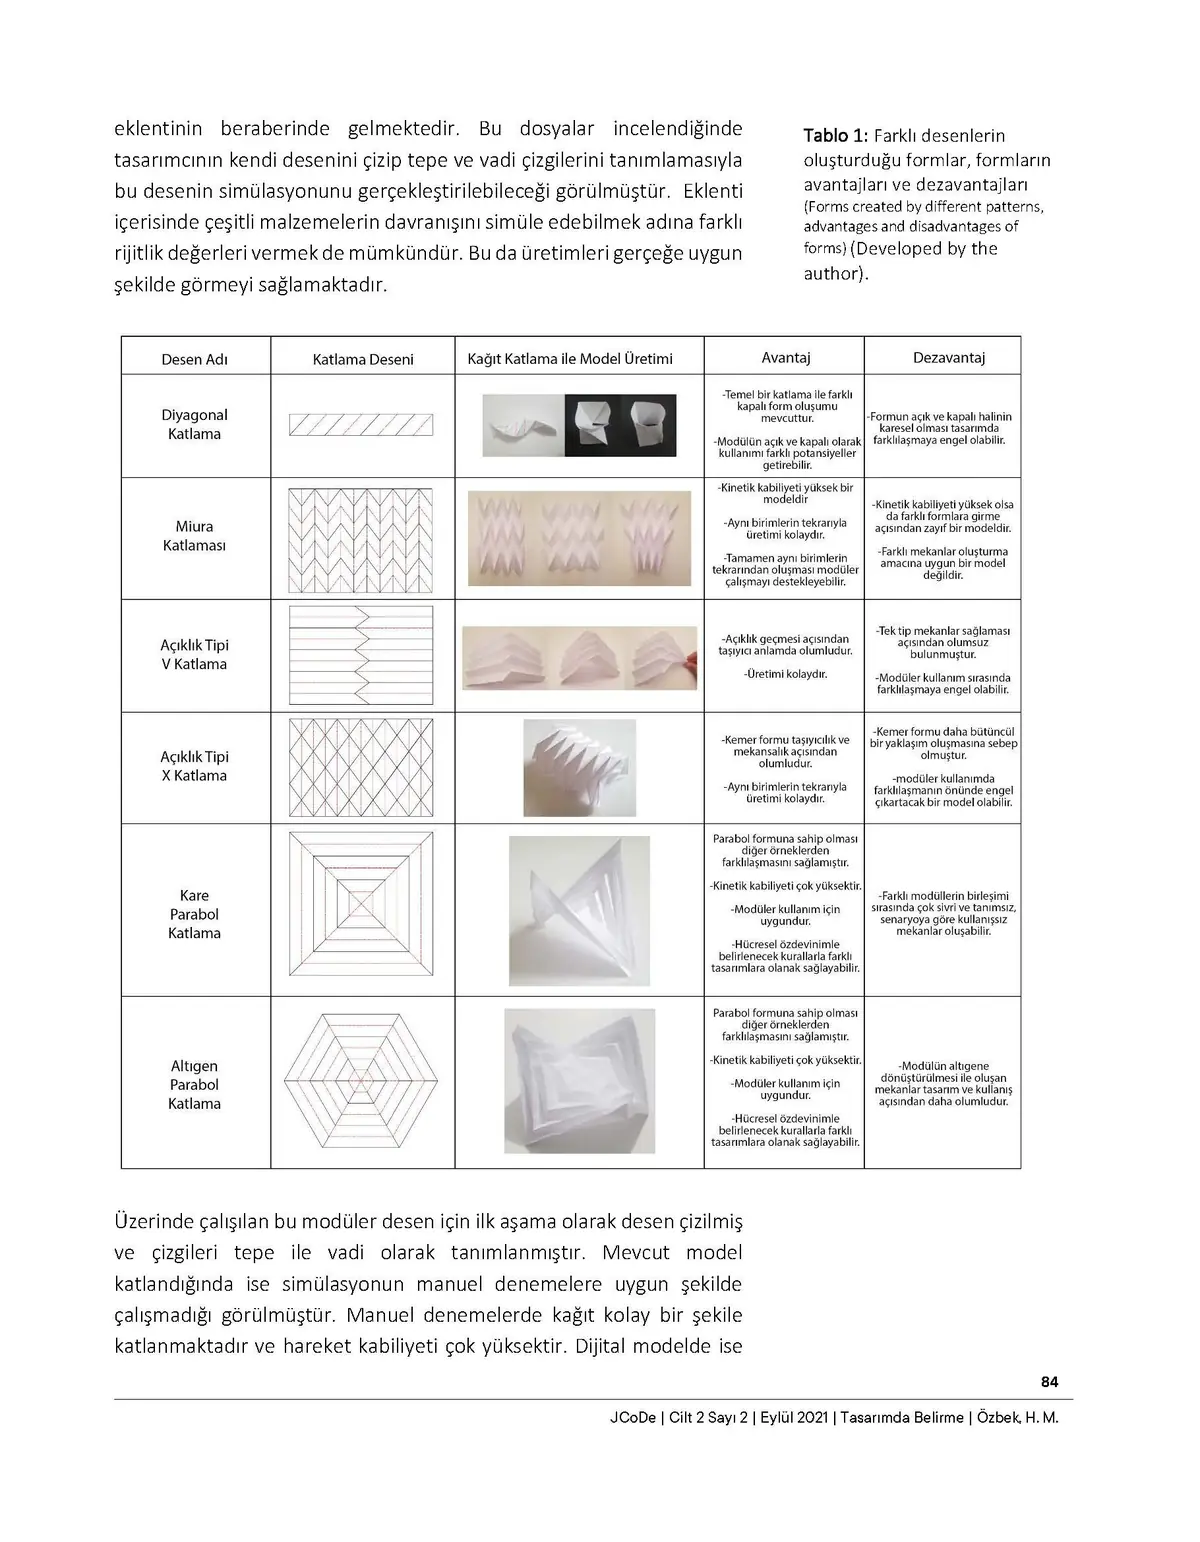 eklentinin beraberinde gelmektedir. Bu dosyalar incelendiğinde
tasarımcının kendi desenini çizip tepe ve vadi çizgilerini tanımlamasıyla
bu desenin simülasyonunu gerçekleştirilebileceği görülmüştür. Eklenti
içerisinde çeşitli malzemelerin davranışını simüle edebilmek adına farklı
rijitlik değerleri vermek de mümkündür. Bu da üretimleri gerçeğe uygun
şekilde görmeyi sağlamaktadır.
Tablo 1: Farklı desenlerin
oluşturduğu formlar, formların
avantajları ve dezavantajları
(Forms created by different patterns,
advantages and disadvantages of
forms) (Developed by the
author).
Desen Adı
Katlama Deseni
Kağıt Katlama ile Model Üretimi
Avantaj
Dezavantaj
Diyagonal
Katlama
-Temel bir katlama ile farklı
kapalı form oluşumu
mevcuttur.
-Modülün açık ve kapalı olarak
kullanımı farklı potansiyeller
getirebilir.
-Formun açık ve kapalı halinin
karesel olması tasarımda
farklılaşmaya engel olabilir.
Miura
Katlaması
-Kinetik kabiliyeti yüksek bir
modeldir
-Aynı birimlerin tekrarıyla
üretimi kolaydır.
-Tamamen aynı birimlerin
tekrarından oluşması modüler
çalışmayı destekleyebilir.
-Kinetik kabiliyeti yüksek olsa
da farklı formlara girme
açısından zayıf bir modeldir.
-Farklı mekanlar oluşturma
amacına uygun bir model
değildir.
Açıklık Tipi
V Katlama
-Açıklık geçmesi açısından
taşıyıcı anlamda olumludur.
-Üretimi kolaydır.
-Tek tip mekanlar sağlaması
açısından olumsuz
bulunmuştur.
-Modüler kullanım sırasında
farklılaşmaya engel olabilir.
Açıklık Tipi
X Katlama
-Kemer formu taşıyıcılık ve
mekansalık açısından
olumludur.
-Aynı birimlerin tekrarıyla
üretimi kolaydır.
-Kemer formu daha bütüncül
bir yaklaşım oluşmasına sebep
olmuştur.
-modüler kullanımda
farklılaşmanın önünde engel
çıkartacak bir model olabilir.
Kare
Parabol
Katlama
Parabol formuna sahip olması
diğer örneklerden
farklılaşmasını sağlamıştır.
-Kinetik kabiliyeti çok yüksektir.
-Modüler kullanım için
uygundur.
-Hücresel özdevinimle
belirlenecek kurallarla farklı
tasarımlara olanak sağlayabilir.
-Farklı modüllerin birleşimi
sırasında çok sivri ve tanımsız,
senaryoya göre kullanışsız
mekanlar oluşabilir.
Altıgen
Parabol
Katlama
Parabol formuna sahip olması
diğer örneklerden
farklılaşmasını sağlamıştır.
-Kinetik kabiliyeti çok yüksektir.
-Modüler kullanım için
uygundur.
-Hücresel özdevinimle
belirlenecek kurallarla farklı
tasarımlara olanak sağlayabilir.
-Modülün altıgene
dönüştürülmesi ile oluşan
mekanlar tasarım ve kullanış
açısından daha olumludur.
Üzerinde çalışılan bu modüler desen için ilk aşama olarak desen çizilmiş
ve çizgileri tepe ile vadi olarak tanımlanmıştır. Mevcut model
katlandığında ise simülasyonun manuel denemelere uygun şekilde
çalışmadığı görülmüştür. Manuel denemelerde kağıt kolay bir şekile
katlanmaktadır ve hareket kabiliyeti çok yüksektir. Dijital modelde ise
84
JCoDe | Cilt 2 Sayı 2 | Eylül 2021 | Tasarımda Belirme | Özbek, H. M.